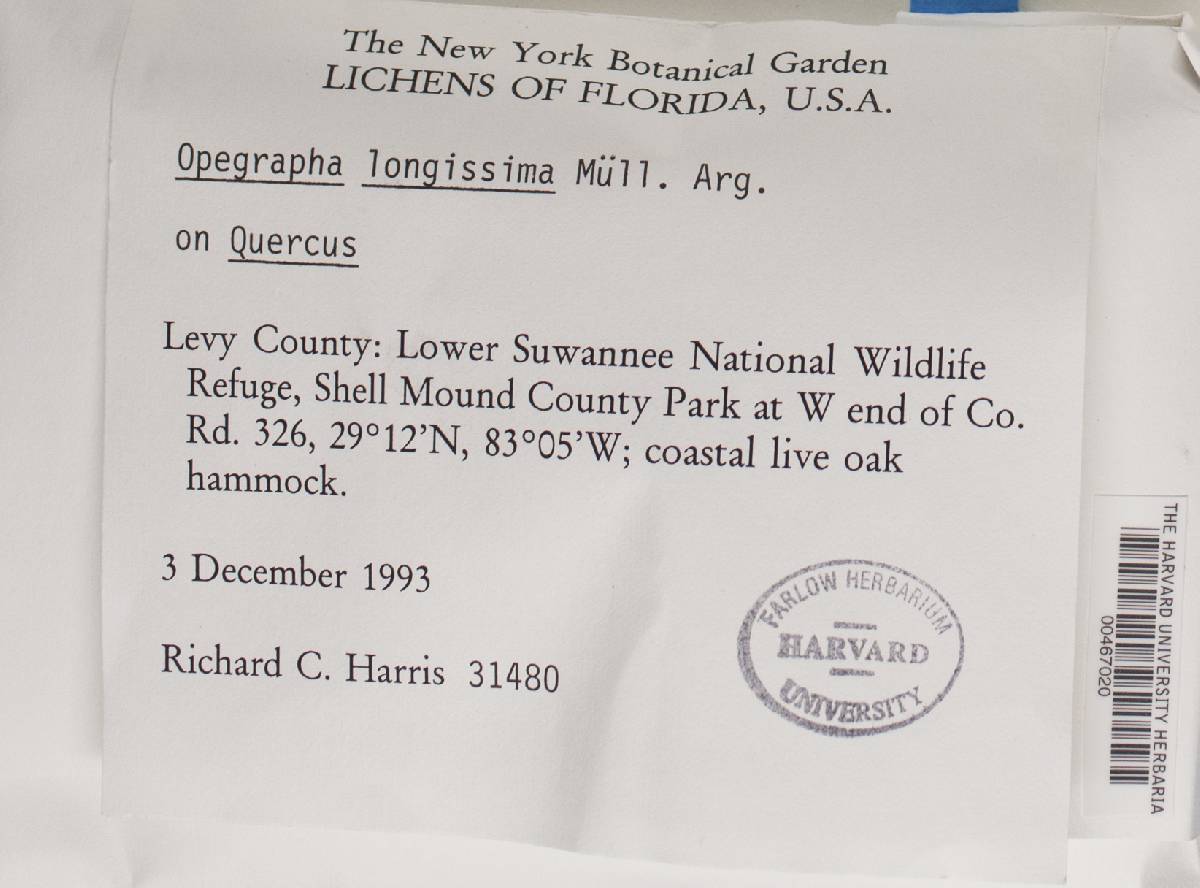 The New York Botanical Garden
LICHENS OF FLORIDA, U.S.A.
Opegrapha longissima Müll. Arg.
on Quercus
Levy County: Lower Suwannee National Wildlife
Refuge, Shell Mound County Park at W end of Co.
Rd. 326, 29°12'N, 83°05'W; coastal live oak
hammock.
3 December 1993
Richard C. Harris 31480
FARLOW HERBARIUM
HARVARD
UNIVERSITY
THE HARVARD UNIVERSITY HERBARIA
00467020